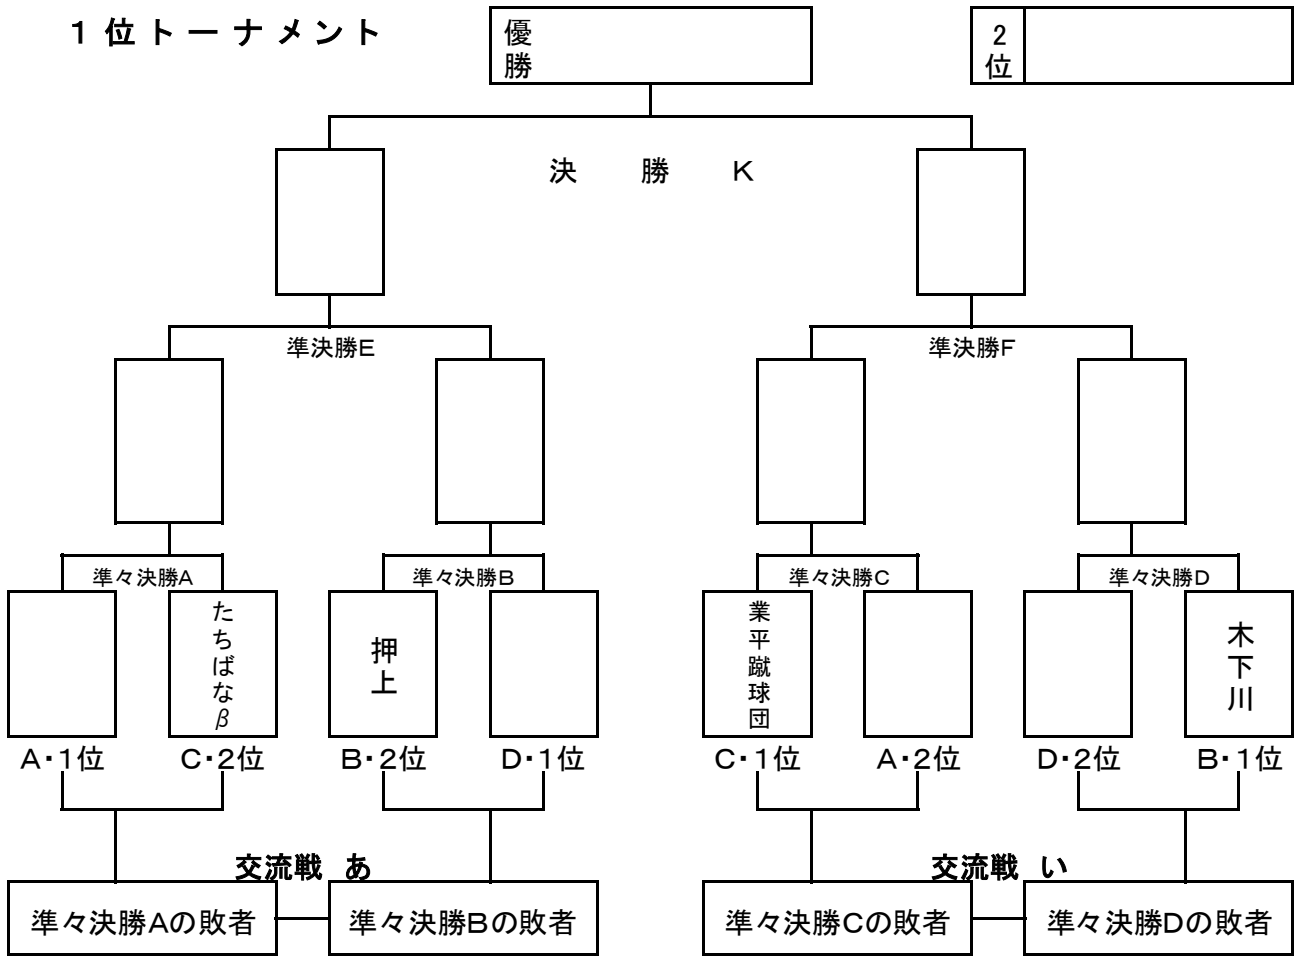 １位トーナメント
優勝
2位
決　勝　K
準決勝E
準決勝F
準々決勝A
準々決勝B
準々決勝C
準々決勝D
たちばなβ
押上
業平蹴球団
木下川
A・1位
C・2位
B・2位
D・1位
C・1位
A・2位
D・2位
B・1位
交流戦 あ
交流戦 い
準々決勝Aの敗者
準々決勝Bの敗者
準々決勝Cの敗者
準々決勝Dの敗者